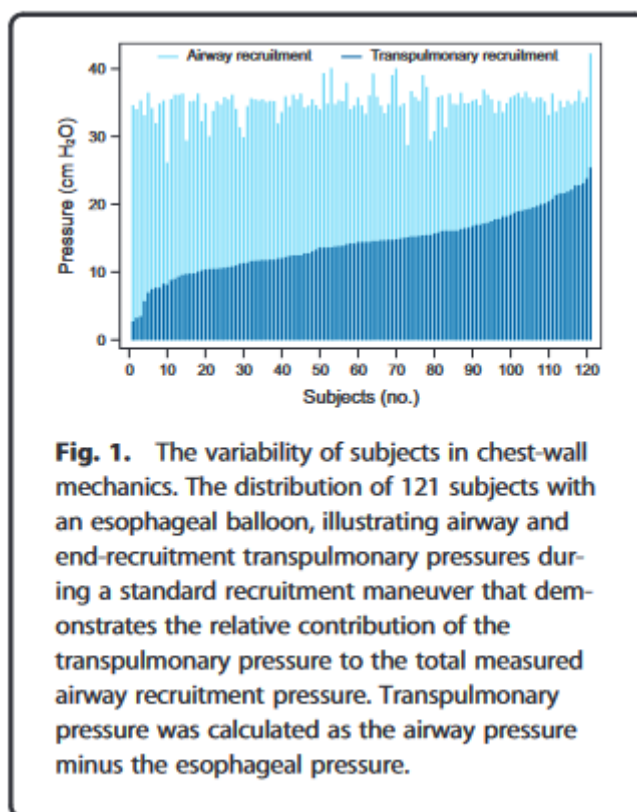 Airway recruitment Transpulmonary recruitment
40
30
20
10
0
Pressure (cm H₂O)
0 10 20 30 40 50 60 70 80 90 100 110 120
Subjects (no.)
Fig. 1. The variability of subjects in chest-wall
mechanics. The distribution of 121 subjects with
an esophageal balloon, illustrating airway and
end-recruitment transpulmonary pressures dur-
ing a standard recruitment maneuver that dem-
onstrates the relative contribution of the
transpulmonary pressure to the total measured
airway recruitment pressure. Transpulmonary
pressure was calculated as the airway pressure
minus the esophageal pressure.